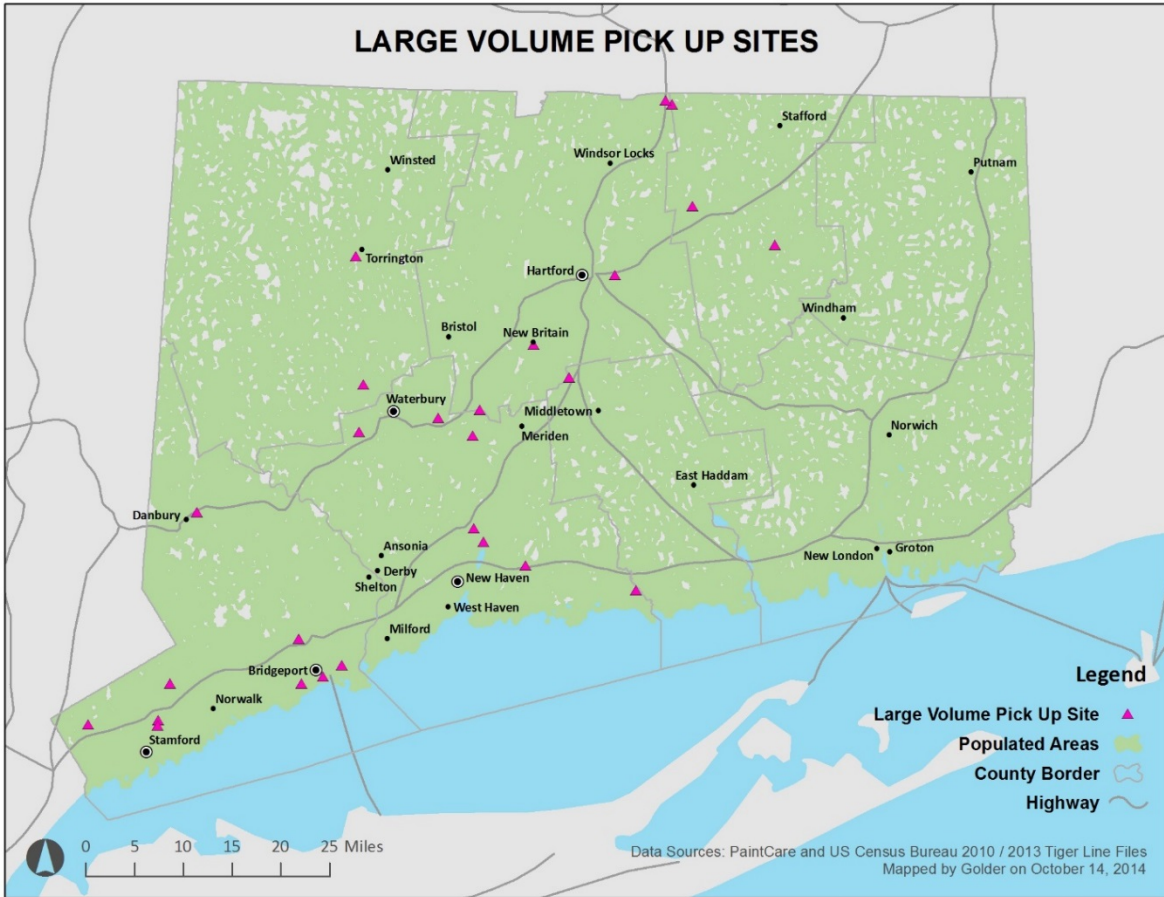 LARGE VOLUME PICK UP SITES
Stafford
Windsor Locks
Winsted
Putnam
Torrington
Hartford
Windham
Bristol
New Britain
Waterbury
Middletown
Meriden
Norwich
East Haddam
Danbury
Ansonia
New London
Groton
Derby
Shelton
New Haven
West Haven
Milford
Bridgeport
Norwalk
Stamford
Legend
Large Volume Pick Up Site
Populated Areas
County Border
Highway
0 5 10 15 20 25 Miles
Data Sources: PaintCare and US Census Bureau 2010 / 2013 Tiger Line Files
Mapped by Golder on October 14, 2014